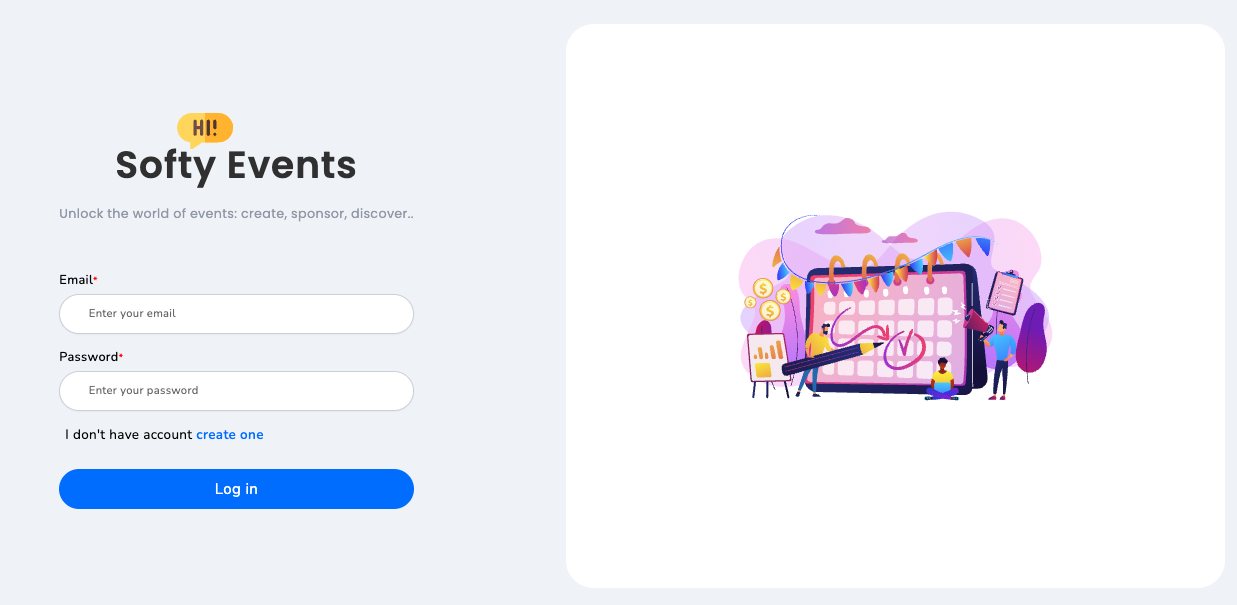 HI!
Softy Events
Unlock the world of events: create, sponsor, discover..
Email*
Enter your email
Password*
Enter your password
I don't have account create one
Log in
$
$
$
$